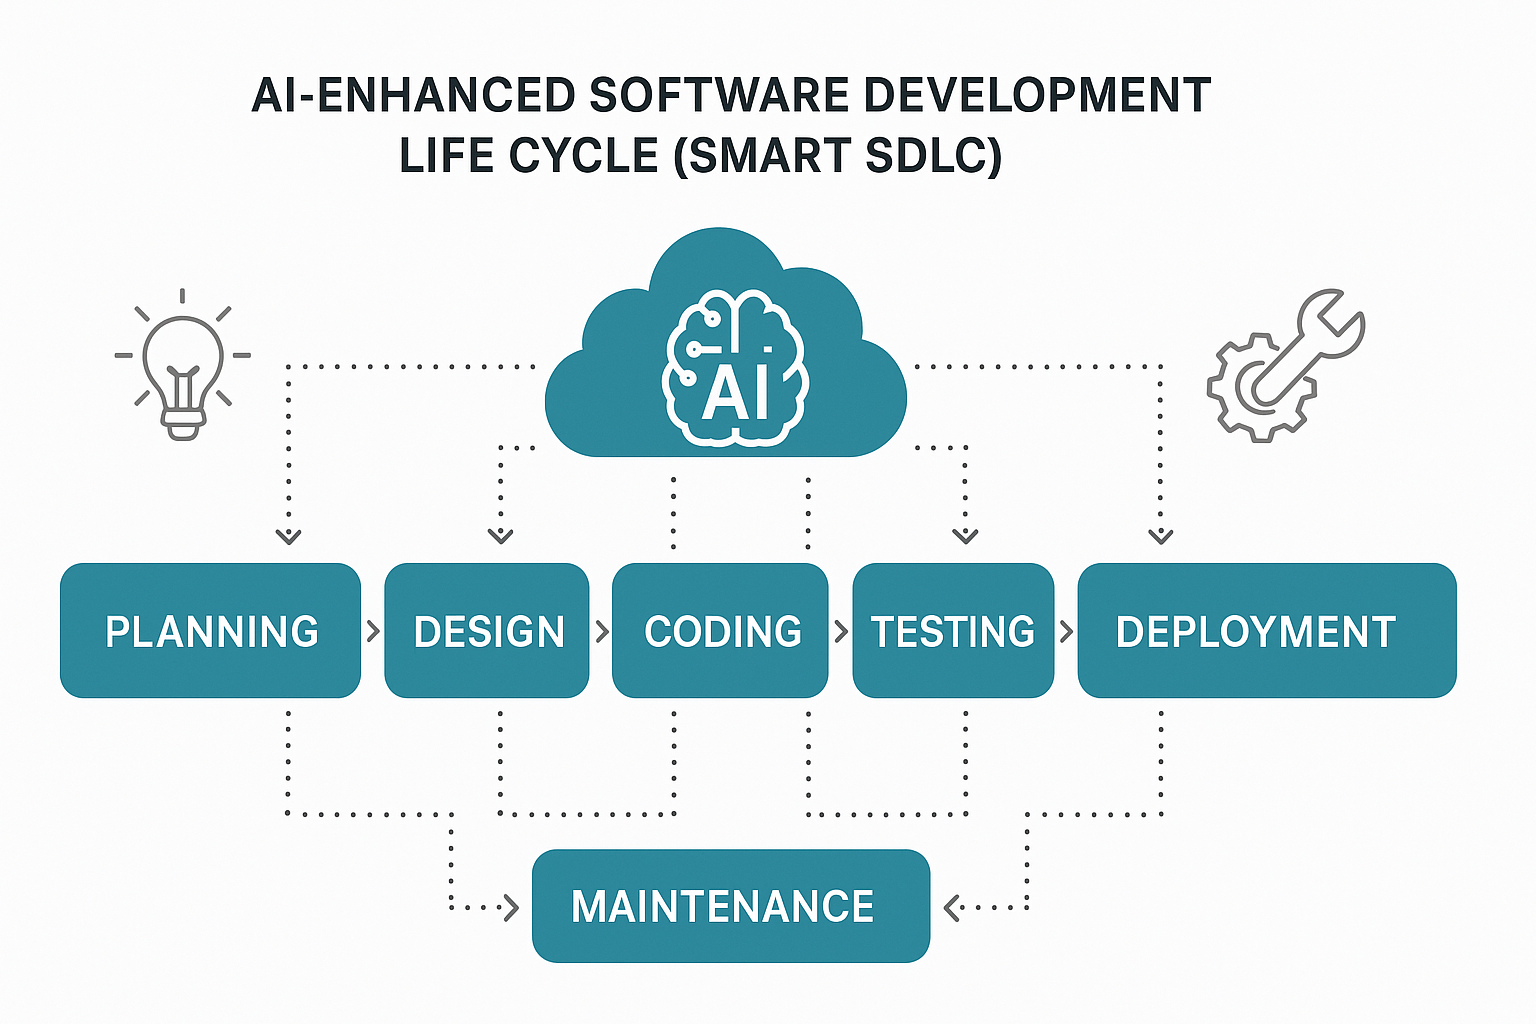 AI-ENHANCED SOFTWARE DEVELOPMENT
LIFE CYCLE (SMART SDLC)
AI
PLANNING
DESIGN
CODING
TESTING
DEPLOYMENT
MAINTENANCE